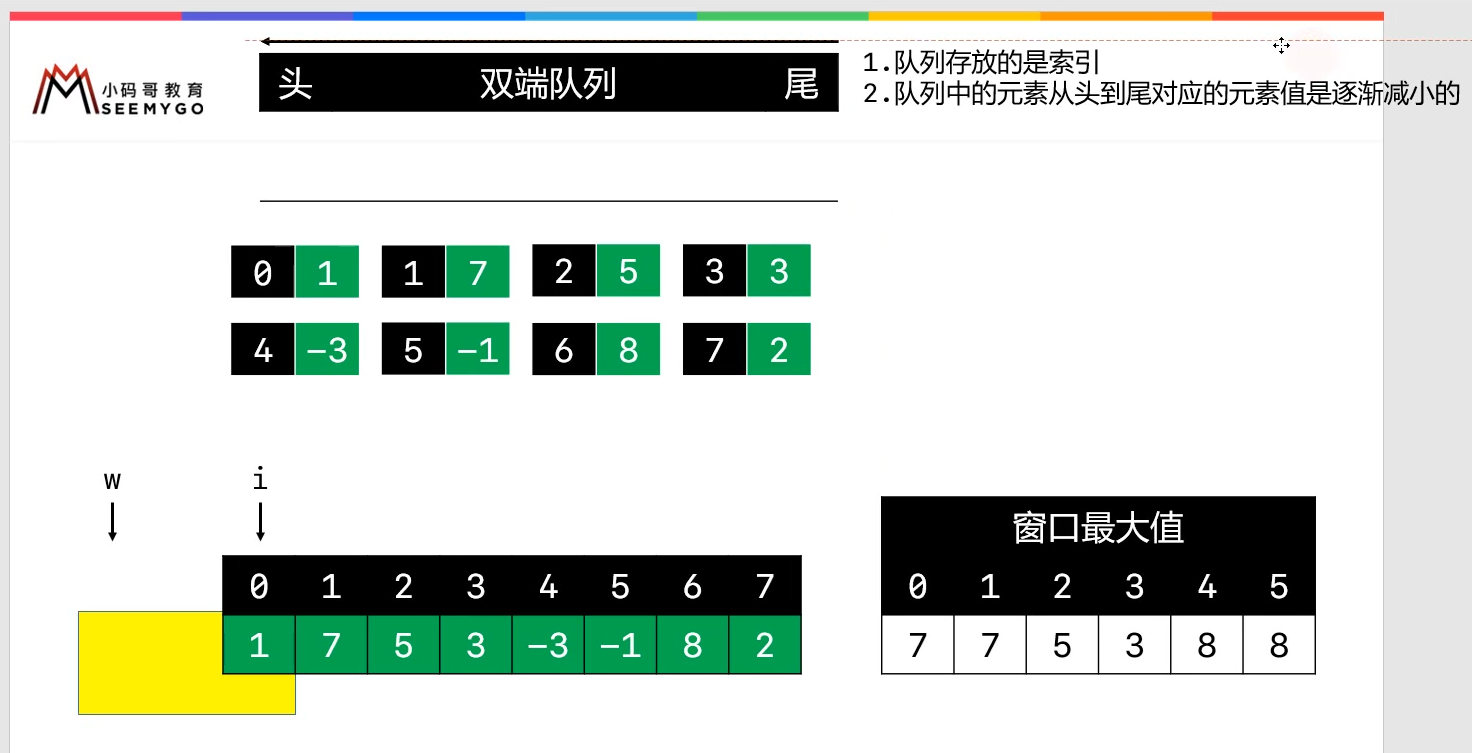 小码哥教育
SEEMYGO
头 双端队列 尾
1.队列存放的是索引
2.队列中的元素从头到尾对应的元素值是逐渐减小的
0 1 1 7 2 5 3 3
4 −3 5 −1 6 8 7 2
w i
0 1 2 3 4 5 6 7
1 7 5 3 −3 −1 8 2
窗口最大值
0 1 2 3 4 5
7 7 5 3 8 8